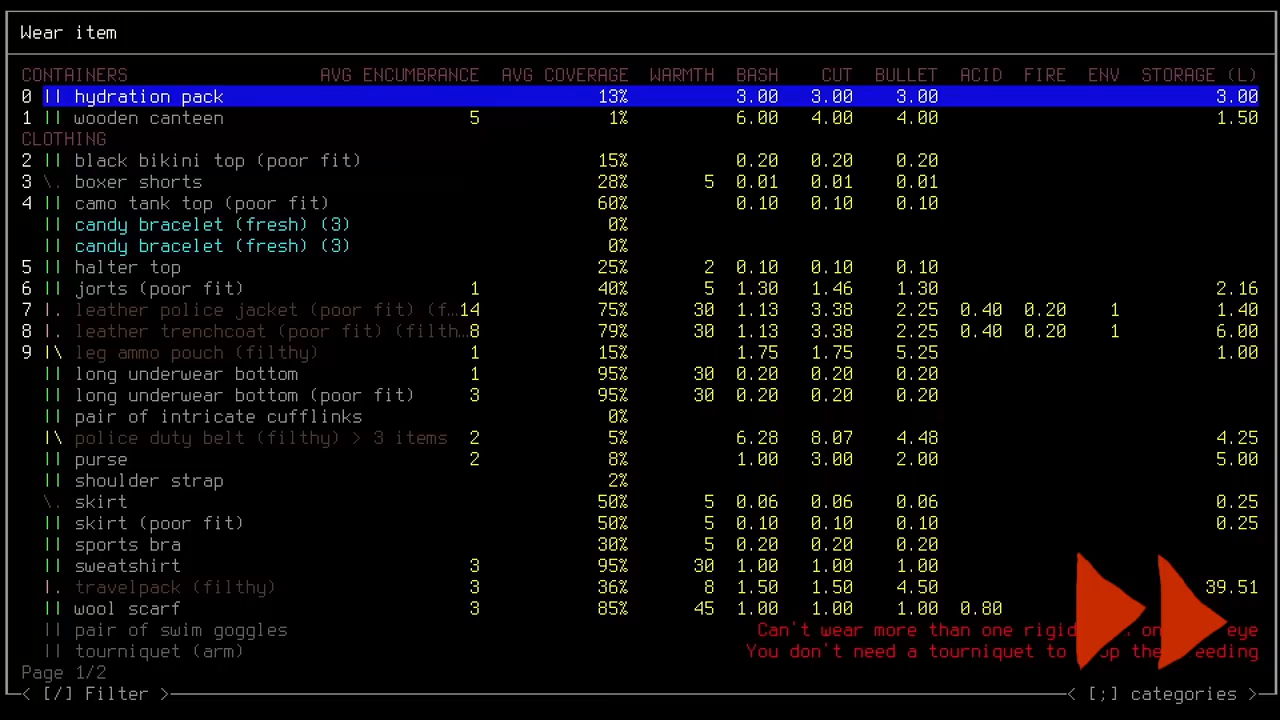 Wear item
CONTAINERS AVG ENCUMBRANCE AVG COVERAGE WARMTH BASH CUT BULLET ACID FIRE ENV STORAGE (L)
0 || hydration pack 13% 3.00 3.00 3.00 3.00
1 || wooden canteen 5 1% 6.00 4.00 4.00 1.50
CLOTHING
2 || black bikini top (poor fit) 15% 0.20 0.20 0.20
3 \. boxer shorts 28% 5 0.01 0.01 0.01
4 || camo tank top (poor fit) 60% 0.10 0.10 0.10
|| candy bracelet (fresh) (3) 0%
|| candy bracelet (fresh) (3) 0%
5 || halter top 25% 2 0.10 0.10 0.10
6 || jorts (poor fit) 1 40% 5 1.30 1.46 1.30 2.16
7 |. leather police jacket (poor fit) (f…14 75% 30 1.13 3.38 2.25 0.40 0.20 1 1.40
8 |. leather trenchcoat (poor fit) (filth…8 79% 30 1.13 3.38 2.25 0.40 0.20 1 6.00
9 |\ leg ammo pouch (filthy) 1 15% 1.75 1.75 5.25 1.00
|| long underwear bottom 1 95% 30 0.20 0.20 0.20
|| long underwear bottom (poor fit) 3 95% 30 0.20 0.20 0.20
|| pair of intricate cufflinks 0%
|\ police duty belt (filthy) > 3 items 2 5% 6.28 8.07 4.48 4.25
|| purse 2 8% 1.00 3.00 2.00 5.00
|| shoulder strap 2%
\. skirt 50% 5 0.06 0.06 0.06 0.25
|| skirt (poor fit) 50% 5 0.10 0.10 0.10 0.25
|| sports bra 30% 5 0.20 0.20 0.20
|| sweatshirt 3 95% 30 1.00 1.00 1.00
|. travelpack (filthy) 3 36% 8 1.50 1.50 4.50 39.51
|| wool scarf 3 85% 45 1.00 1.00 1.00 0.80
|| pair of swim goggles Can't wear more than one rigid on eye
|| tourniquet (arm) You don't need a tourniquet to
Page 1/2
< [/] Filter > < [;] categories >